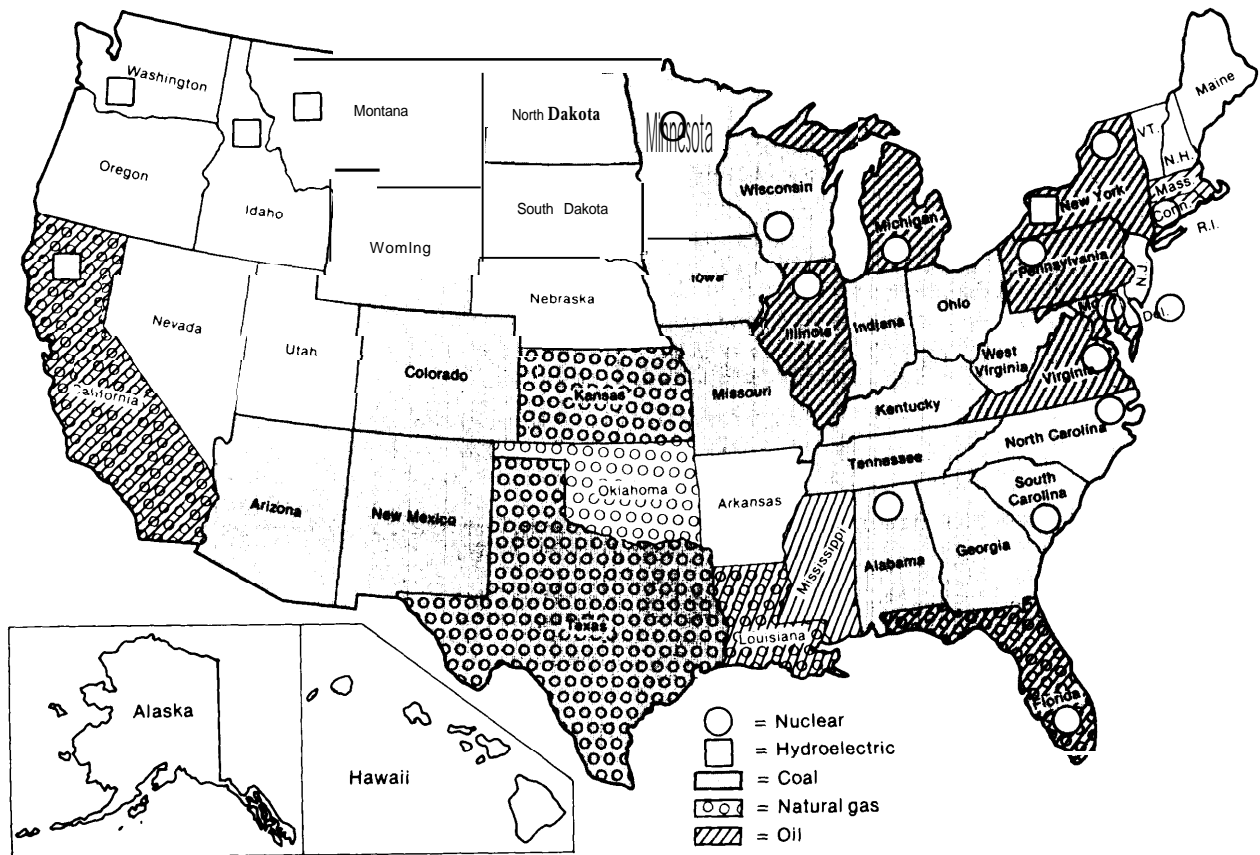 Washington
Montana
North Dakota
Minnesota
Maine
VT.
N.H.
Oregon
Idaho
South Dakota
Wisconsin
Michigan
New York
Mass.
Conn.
R.I.
WomIng
Iowa
Pennsylvania
N.J.
Nebraska
Nevada
Utah
Colorado
Illinois
Indiana
Ohio
Md.
Del.
West
Virginia
Virginia
California
Kansas
Missouri
Kentucky
North Carolina
Tennessee
South
Carolina
Arizona
New Mexico
Oklahoma
Arkansas
Mississippi
Alabama
Georgia
Texas
Louisiana
Florida
Alaska
Hawaii
= Nuclear
= Hydroelectric
= Coal
= Natural gas
= Oil